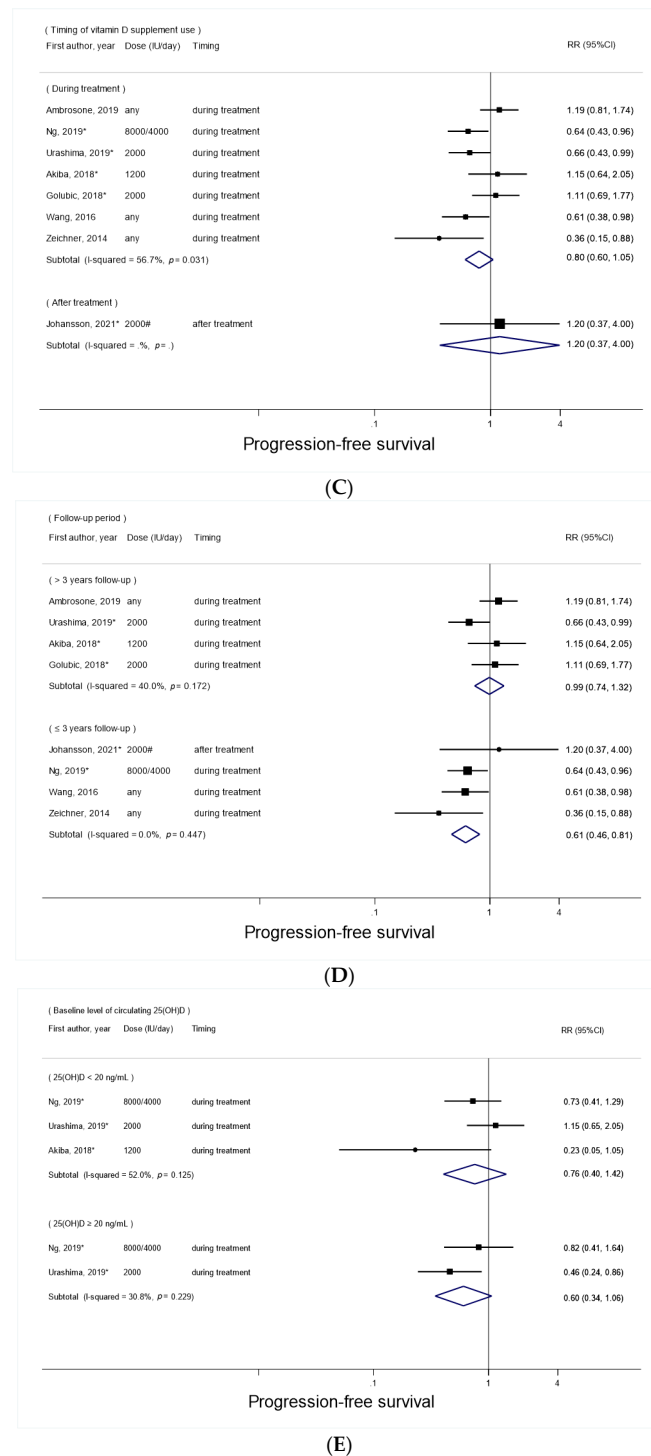 ( Timing of vitamin D supplement use )
First author, year Dose (IU/day) Timing RR (95%CI)
( During treatment )
Ambrosone, 2019 any during treatment 1.19 (0.81, 1.74)
Ng, 2019* 8000/4000 during treatment 0.64 (0.43, 0.96)
Urashima, 2019* 2000 during treatment 0.66 (0.43, 0.99)
Akiba, 2018* 1200 during treatment 1.15 (0.64, 2.05)
Golubic, 2018* 2000 during treatment 1.11 (0.69, 1.77)
Wang, 2016 any during treatment 0.61 (0.38, 0.98)
Zeichner, 2014 any during treatment 0.36 (0.15, 0.88)
Subtotal (I-squared = 56.7%, p = 0.031) 0.80 (0.60, 1.05)
( After treatment )
Johansson, 2021* 2000# after treatment 1.20 (0.37, 4.00)
Subtotal (I-squared = .%, p = .) 1.20 (0.37, 4.00)
.1 1 4
Progression-free survival
(C)
( Follow-up period )
First author, year Dose (IU/day) Timing RR (95%CI)
( > 3 years follow-up )
Ambrosone, 2019 any during treatment 1.19 (0.81, 1.74)
Urashima, 2019* 2000 during treatment 0.66 (0.43, 0.99)
Akiba, 2018* 1200 during treatment 1.15 (0.64, 2.05)
Golubic, 2018* 2000 during treatment 1.11 (0.69, 1.77)
Subtotal (I-squared = 40.0%, p = 0.172) 0.99 (0.74, 1.32)
( ≤ 3 years follow-up )
Johansson, 2021* 2000# after treatment 1.20 (0.37, 4.00)
Ng, 2019* 8000/4000 during treatment 0.64 (0.43, 0.96)
Wang, 2016 any during treatment 0.61 (0.38, 0.98)
Zeichner, 2014 any during treatment 0.36 (0.15, 0.88)
Subtotal (I-squared = 0.0%, p = 0.447) 0.61 (0.46, 0.81)
.1 1 4
Progression-free survival
(D)
( Baseline level of circulating 25(OH)D )
First author, year Dose (IU/day) Timing RR (95%CI)
( 25(OH)D < 20 ng/mL )
Ng, 2019* 8000/4000 during treatment 0.73 (0.41, 1.29)
Urashima, 2019* 2000 during treatment 1.15 (0.65, 2.05)
Akiba, 2018* 1200 during treatment 0.23 (0.05, 1.05)
Subtotal (I-squared = 52.0%, p = 0.125) 0.76 (0.40, 1.42)
( 25(OH)D ≥ 20 ng/mL )
Ng, 2019* 8000/4000 during treatment 0.82 (0.41, 1.64)
Urashima, 2019* 2000 during treatment 0.46 (0.24, 0.86)
Subtotal (I-squared = 30.8%, p = 0.229) 0.60 (0.34, 1.06)
.1 1 4
Progression-free survival
(E)